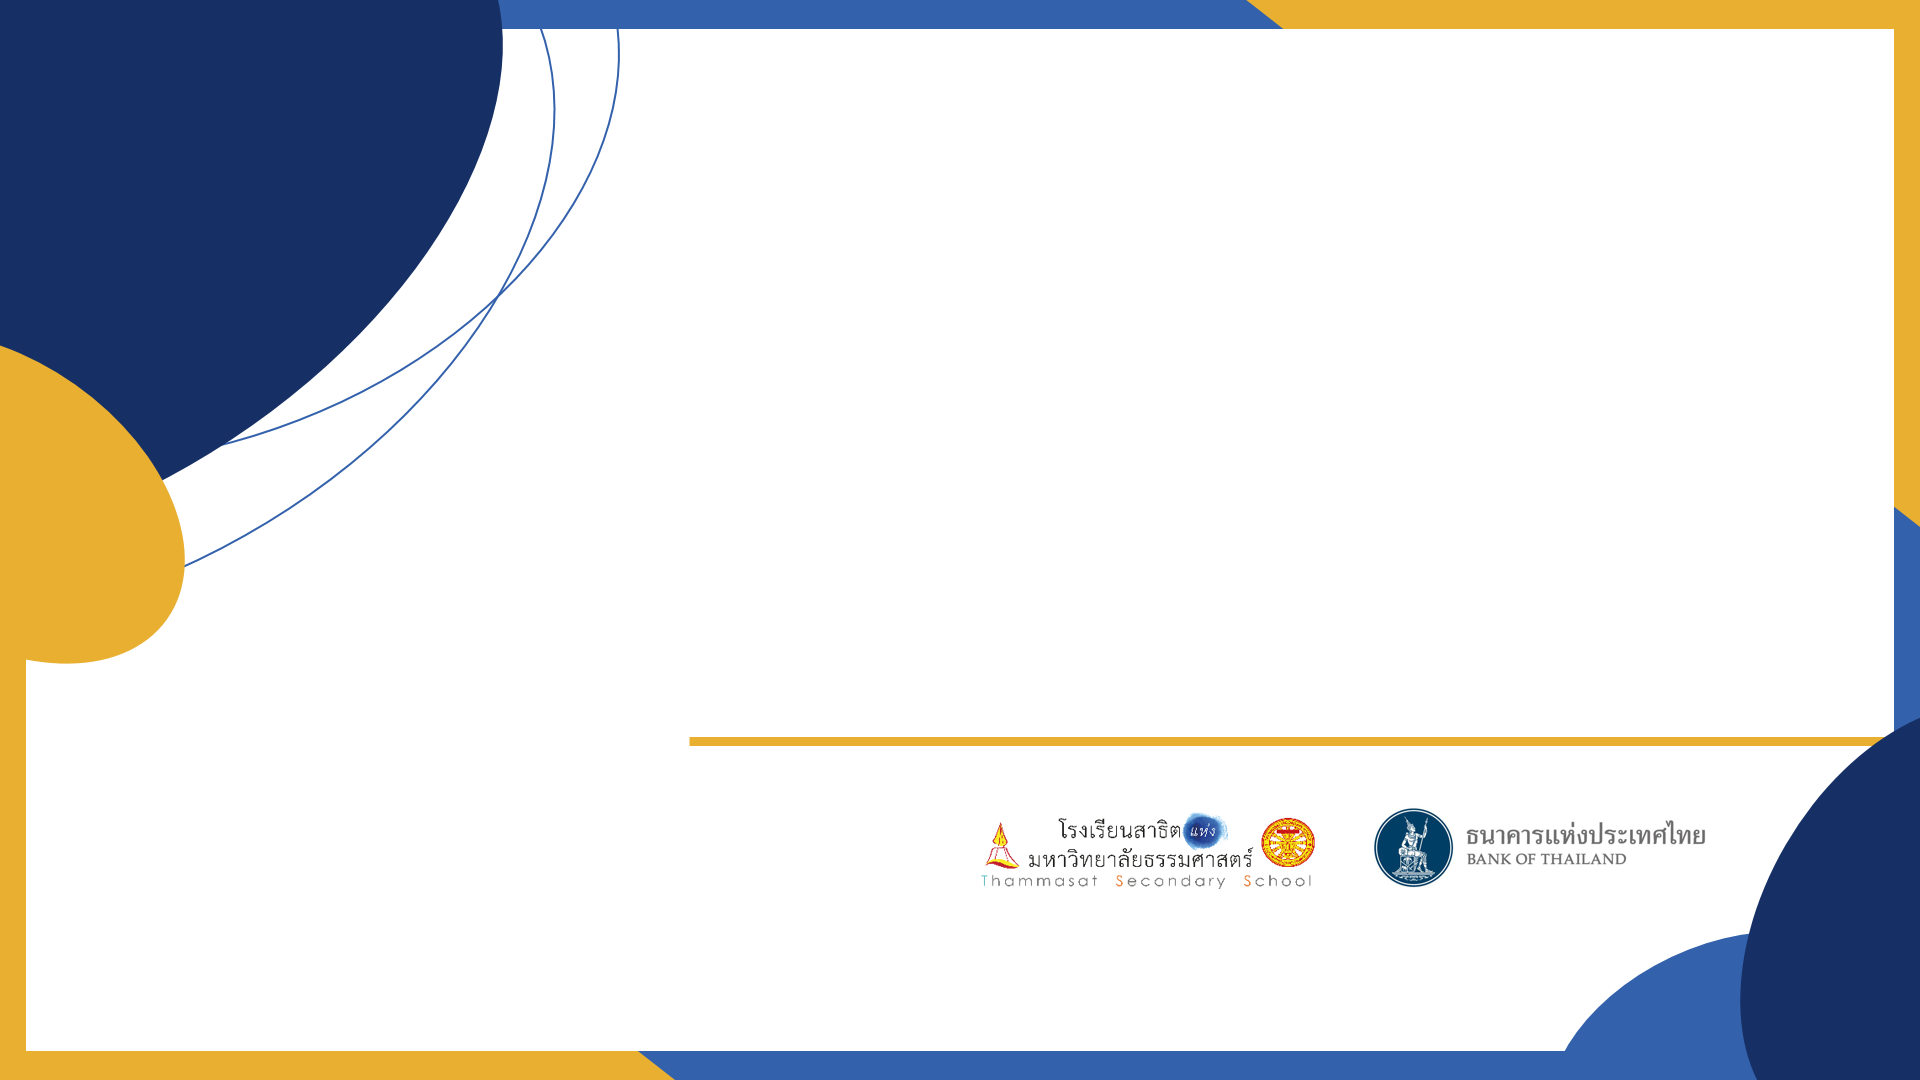 โรงเรียนสาธิตแห่ง
มหาวิทยาลัยธรรมศาสตร์
Thammasat Secondary School
ธนาคารแห่งประเทศไทย
BANK OF THAILAND